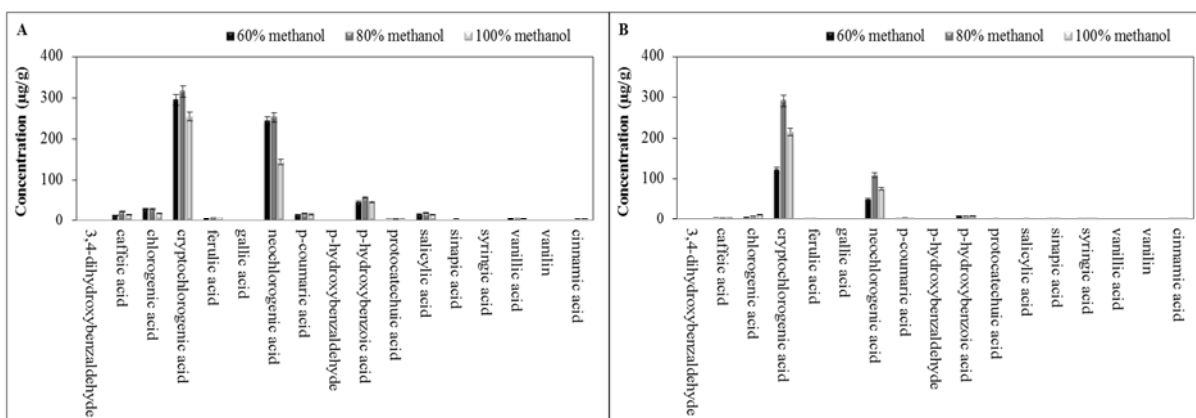 A
60% methanol 80% methanol 100% methanol
Concentration (µg/g)
400
300
200
100
0
3,4-dihydroxybenzaldehyde
caffeic acid
chlorogenic acid
cryptochlorogenic acid
ferulic acid
gallic acid
neochlorogenic acid
p-coumaric acid
p-hydroxybenzaldehyde
p-hydroxybenzoic acid
protocatechuic acid
salicylic acid
sinapic acid
syringic acid
vanillic acid
vanilin
cinnamic acid
B
60% methanol 80% methanol 100% methanol
Concentration (µg/g)
400
300
200
100
0
3,4-dihydroxybenzaldehyde
caffeic acid
chlorogenic acid
cryptochlorogenic acid
ferulic acid
gallic acid
neochlorogenic acid
p-coumaric acid
p-hydroxybenzaldehyde
p-hydroxybenzoic acid
protocatechuic acid
salicylic acid
sinapic acid
syringic acid
vanillic acid
vanilin
cinnamic acid